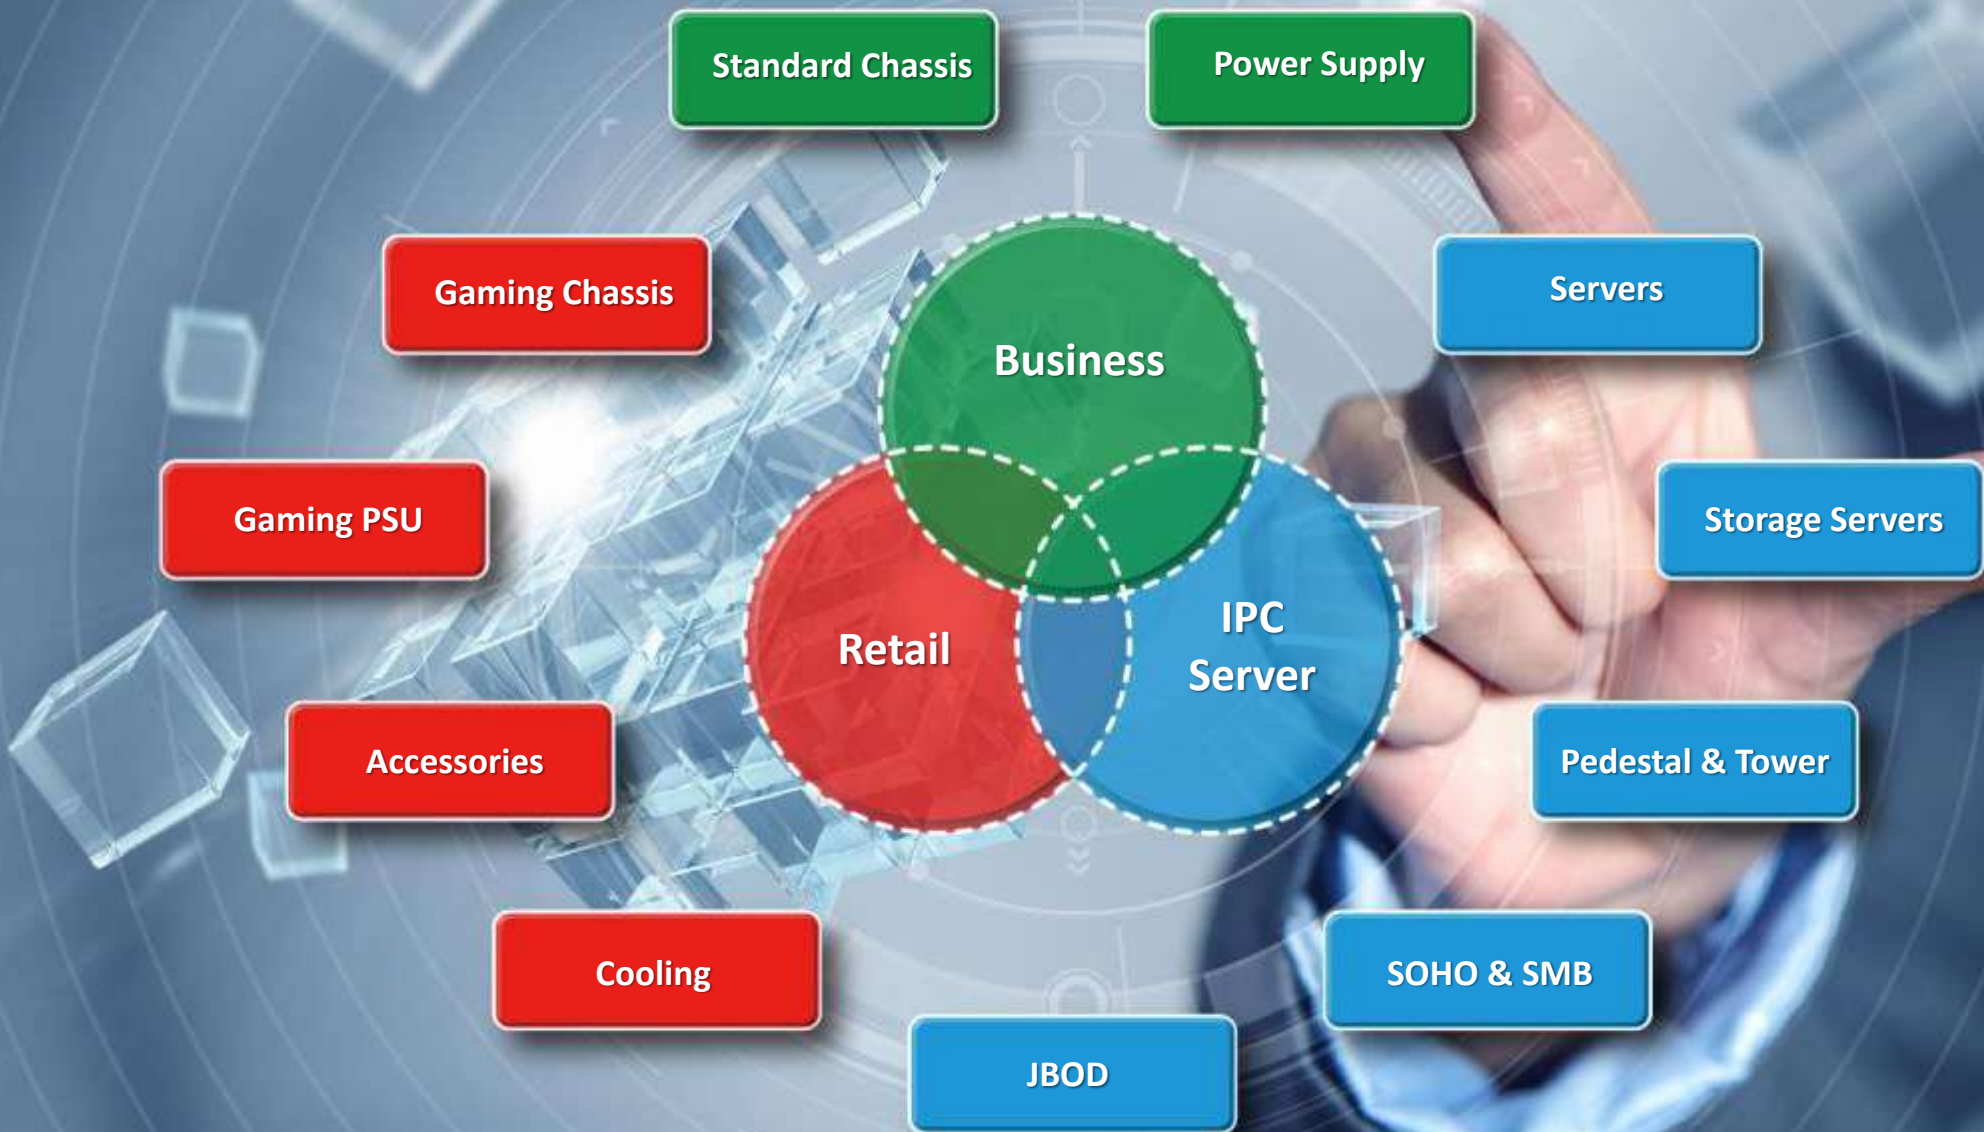 Standard Chassis
Power Supply
Gaming Chassis
Servers
Business
Gaming PSU
Storage Servers
Retail
IPC
Server
Accessories
Pedestal & Tower
Cooling
SOHO & SMB
JBOD